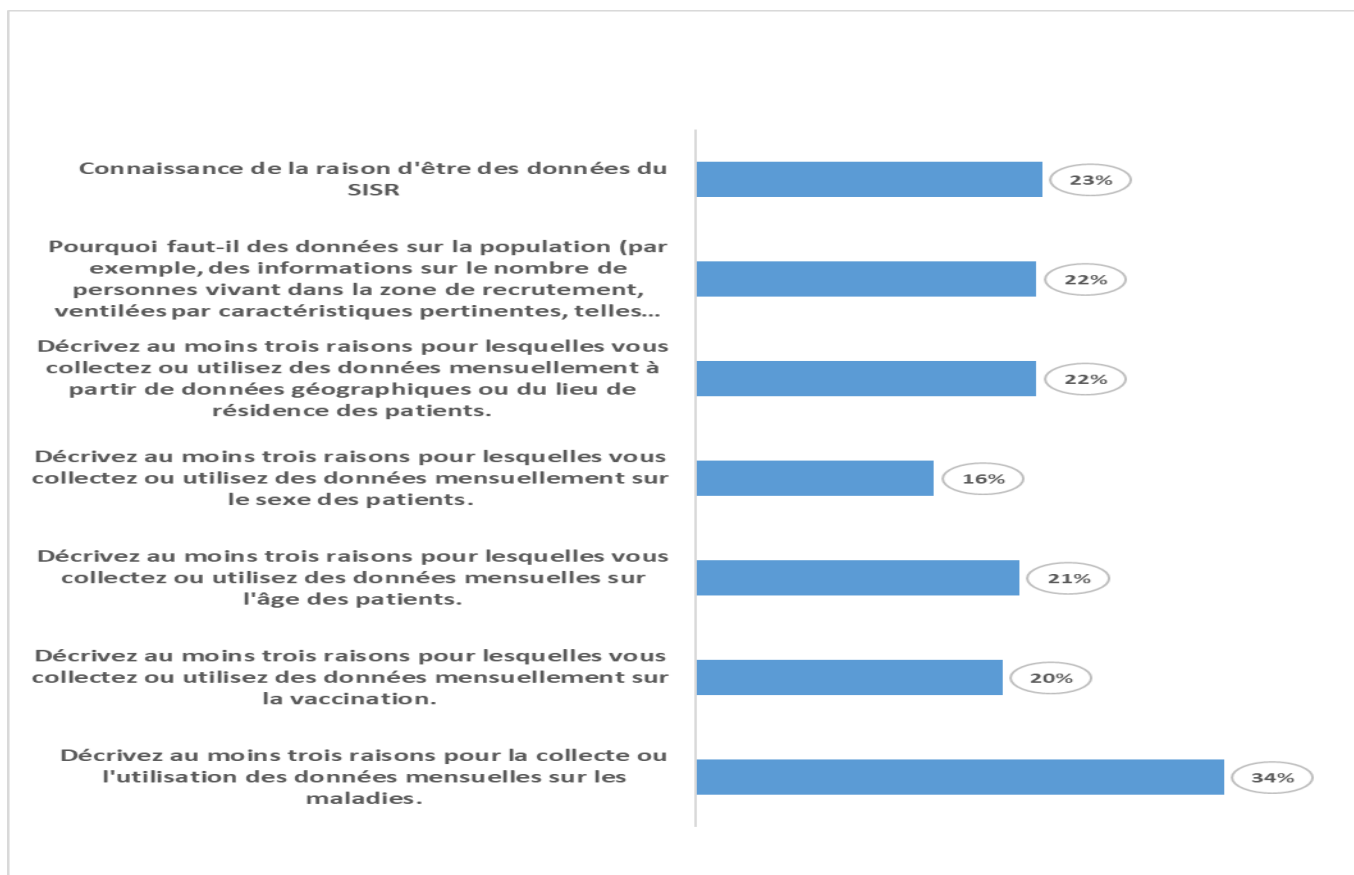 Connaissance de la raison d'être des données du
SISR
23%
Pourquoi faut-il des données sur la population (par
exemple, des informations sur le nombre de
personnes vivant dans la zone de recrutement,
ventilées par caractéristiques pertinentes, telles...
22%
Décrivez au moins trois raisons pour lesquelles vous
collectez ou utilisez des données mensuellement à
partir de données géographiques ou du lieu de
résidence des patients.
22%
Décrivez au moins trois raisons pour lesquelles vous
collectez ou utilisez des données mensuellement sur
le sexe des patients.
16%
Décrivez au moins trois raisons pour lesquelles vous
collectez ou utilisez des données mensuelles sur
l'âge des patients.
21%
Décrivez au moins trois raisons pour lesquelles vous
collectez ou utilisez des données mensuellement sur
la vaccination.
20%
Décrivez au moins trois raisons pour la collecte ou
l'utilisation des données mensuelles sur les
maladies.
34%